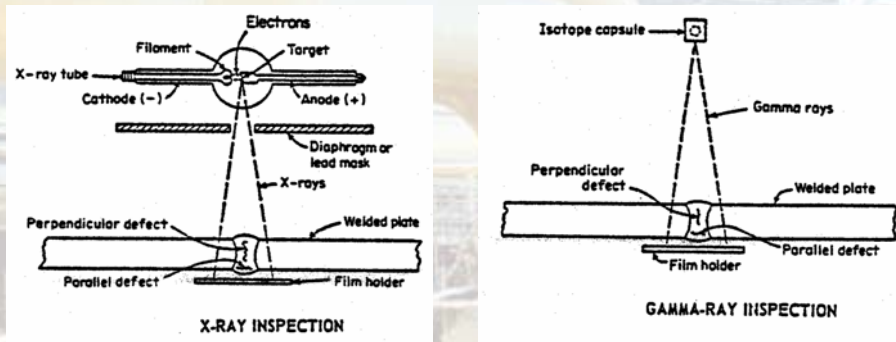 Electrons
Filament
Target
X-ray tube
Cathode (-)
Anode (+)
Diaphragm or
lead mask
X-rays
Perpendicular defect
Welded plate
Parallel defect
Film holder
X-RAY INSPECTION
Isotope capsule
Gamma rays
Perpendicular
defect
Welded plate
Parallel defect
Film holder
GAMMA-RAY INSPECTION